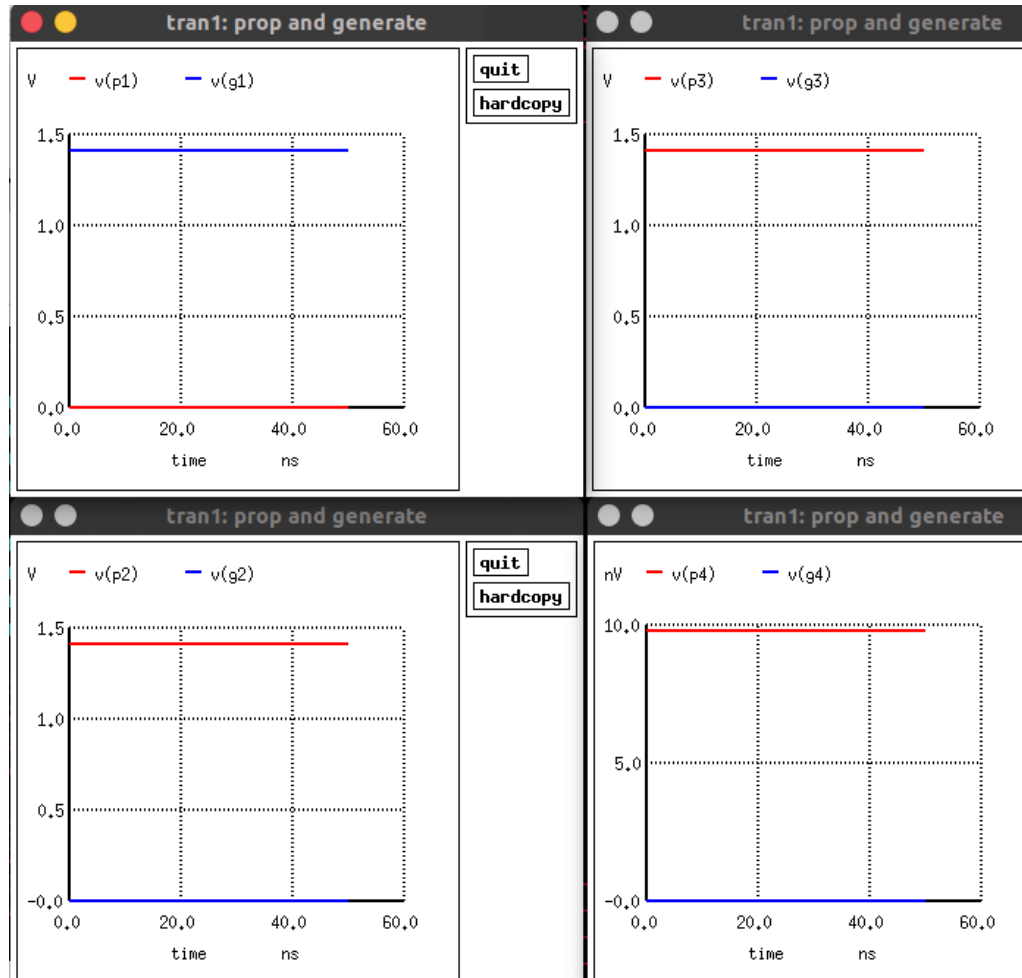 tran1: prop and generate
V v(p1) v(g1)
quit
hardcopy
1.5
1.0
0.5
0.0
0.0 20.0 40.0 60.0
time ns
tran1: prop and generate
V v(p3) v(g3)
1.5
1.0
0.5
0.0
0.0 20.0 40.0 60.0
time ns
tran1: prop and generate
V v(p2) v(g2)
quit
hardcopy
1.5
1.0
0.5
-0.0
0.0 20.0 40.0 60.0
time ns
tran1: prop and generate
nV v(p4) v(g4)
10.0
5.0
-0.0
0.0 20.0 40.0 60.0
time ns